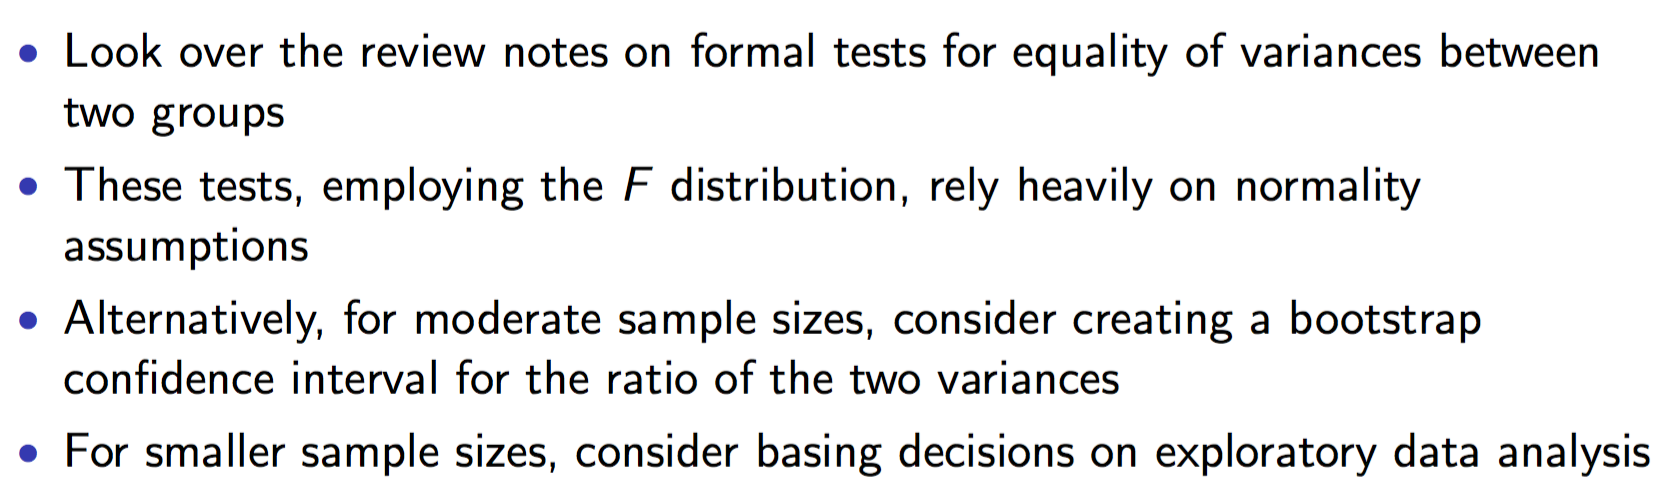 • Look over the review notes on formal tests for equality of variances between
two groups
• These tests, employing the F distribution, rely heavily on normality
assumptions
• Alternatively, for moderate sample sizes, consider creating a bootstrap
confidence interval for the ratio of the two variances
• For smaller sample sizes, consider basing decisions on exploratory data analysis